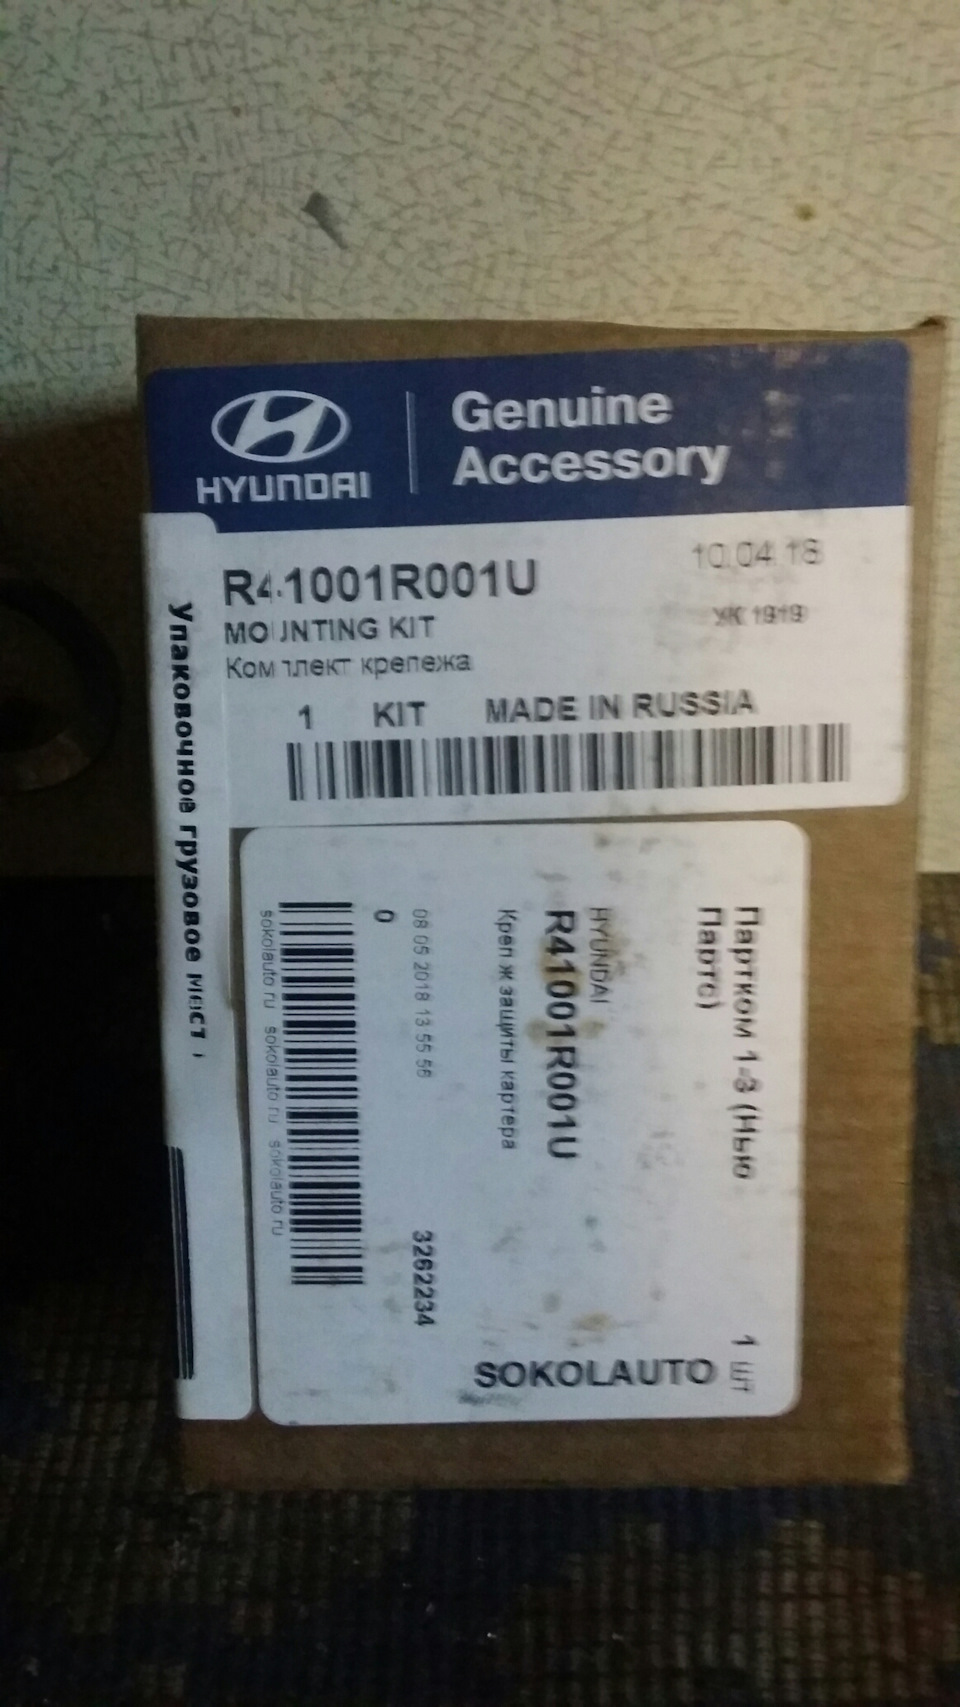 HYUNDAI
Genuine
Accessory
R41001R001U
10.04.18
MOUNTING KIT
УК 1919
Комплект крепежа
1 KIT MADE IN RUSSIA
Упаковочное грузовое
Партком 1-3 (Нью
Партс)
1 шт
HYUNDAI
R41001R001U
Креп ж защиты картера
08 05 2018 13 55 56
3262234
0
sokolauto ru sokolauto ru sokolauto ru
SOKOLAUTO